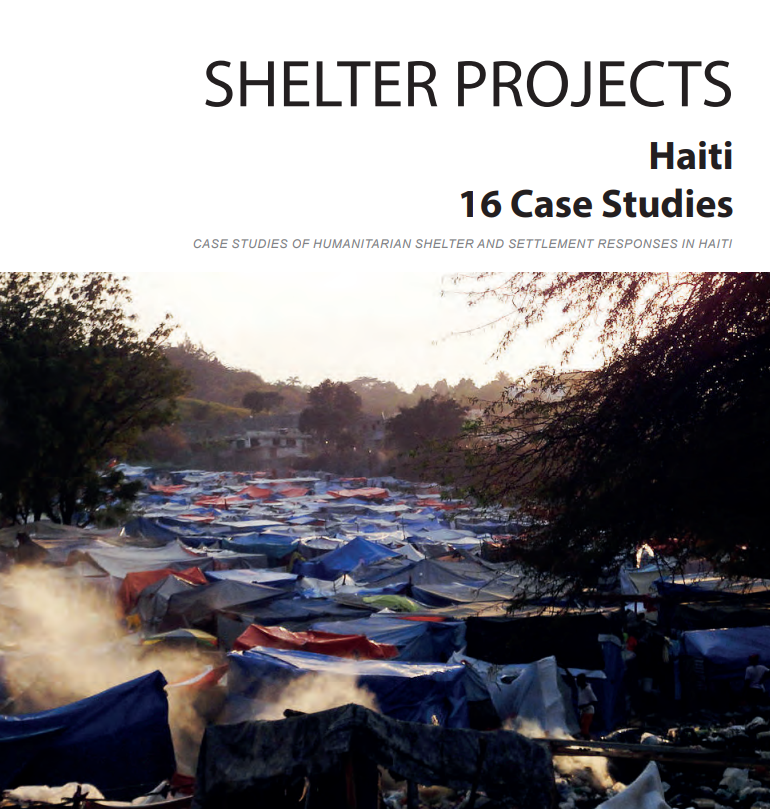 SHELTER PROJECTS
Haiti
16 Case Studies
CASE STUDIES OF HUMANITARIAN SHELTER AND SETTLEMENT RESPONSES IN HAITI